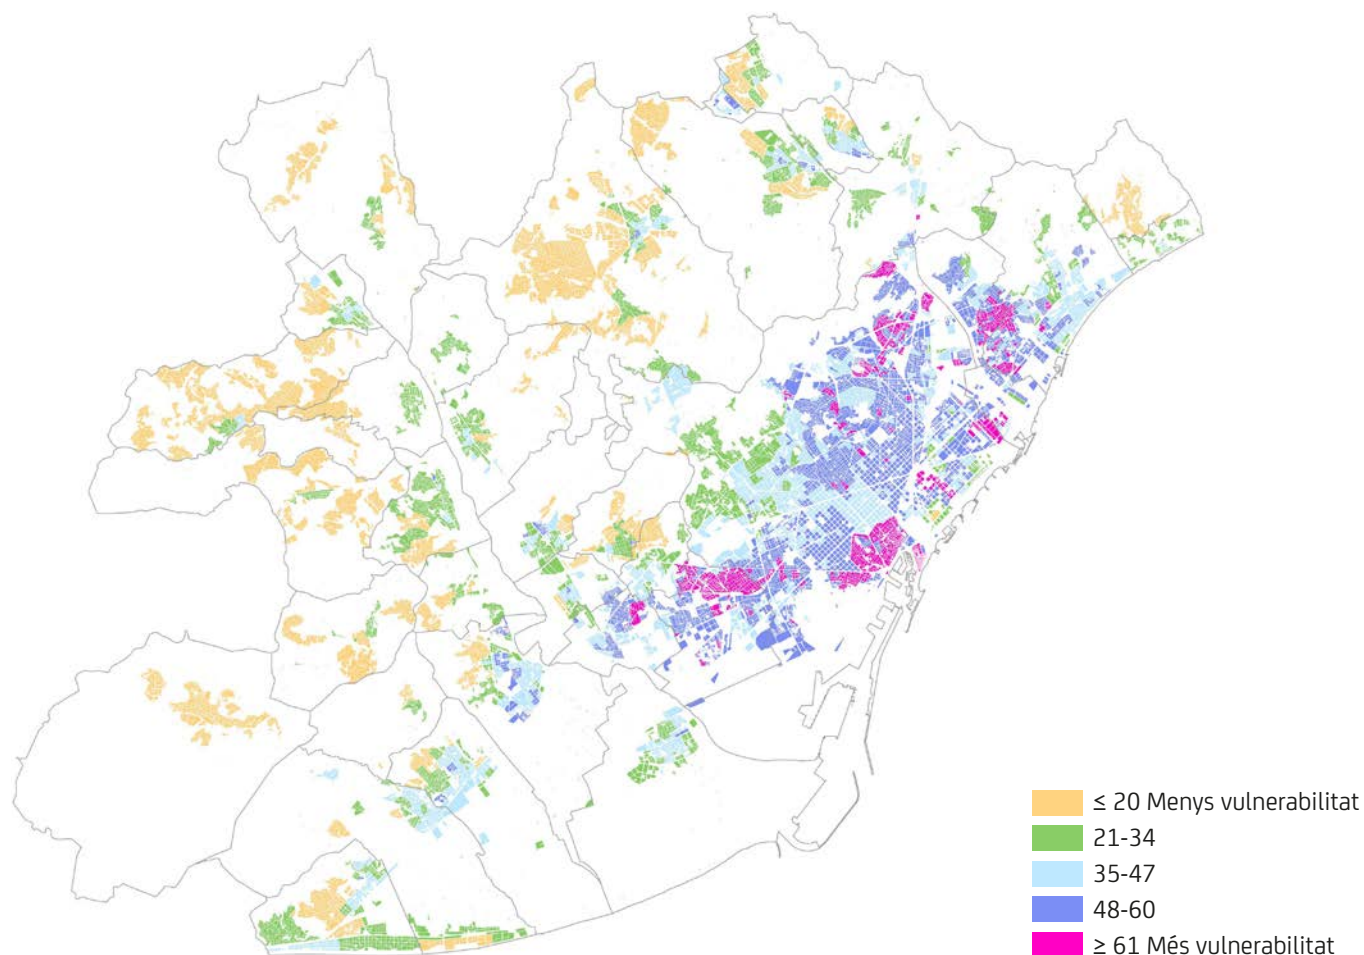 ≤ 20 Menys vulnerabilitat
21-34
35-47
48-60
≥ 61 Més vulnerabilitat